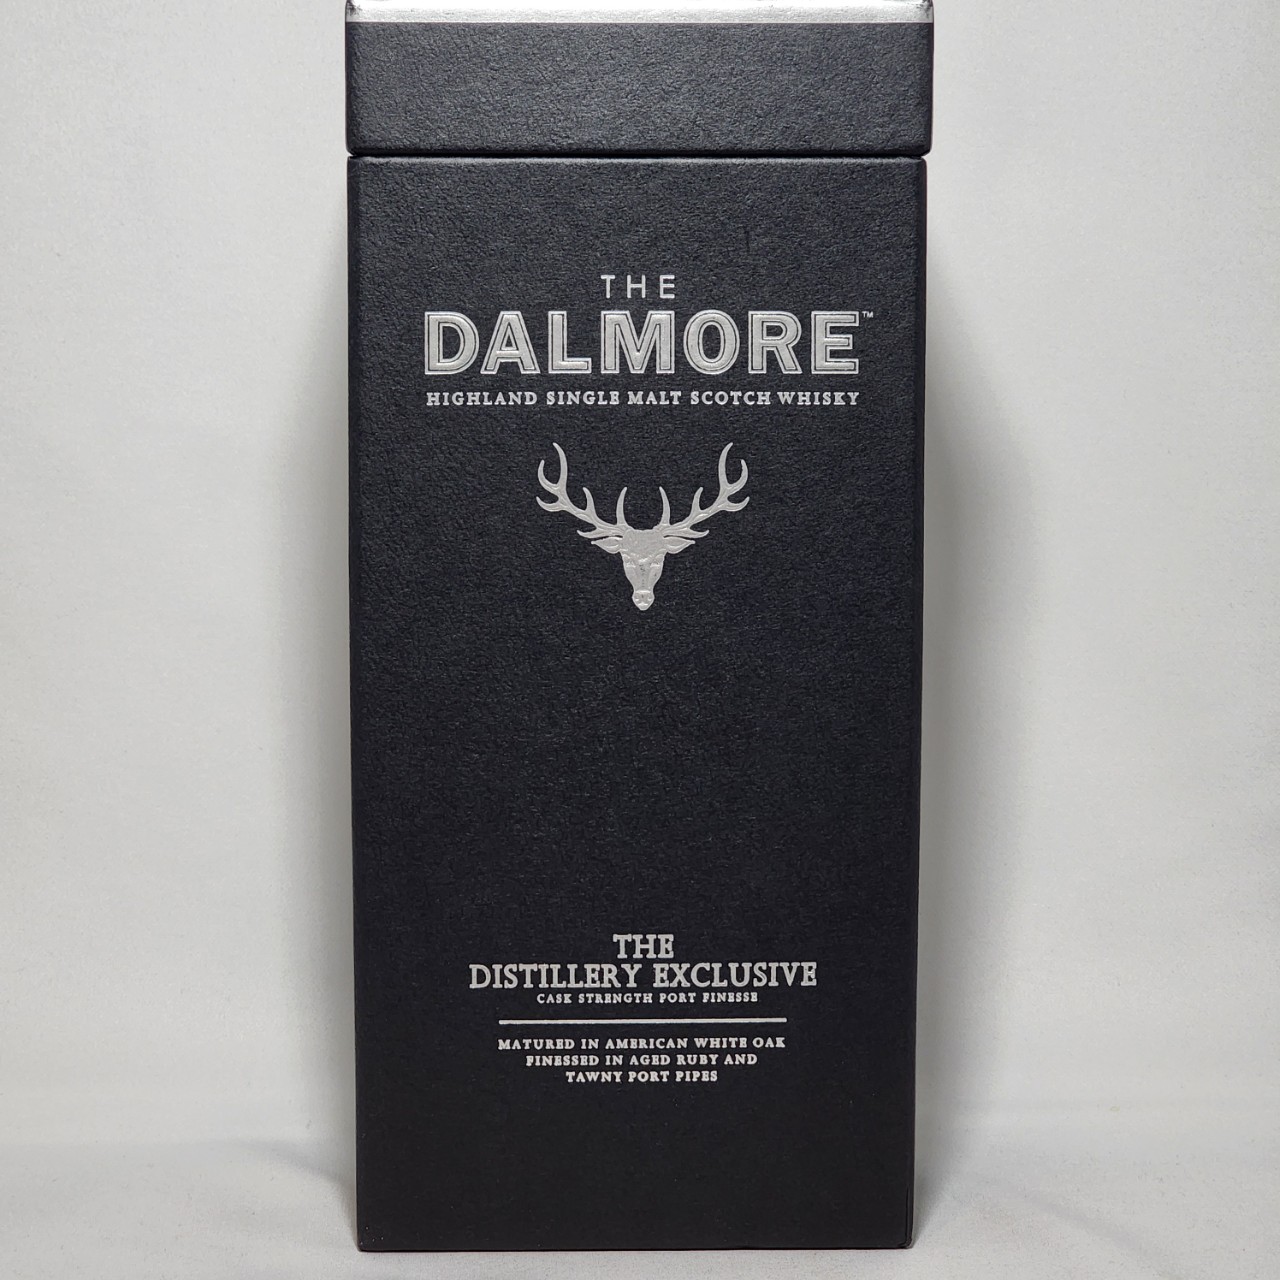 THE
DALMORE™
HIGHLAND SINGLE MALT SCOTCH WHISKY
THE
DISTILLERY EXCLUSIVE
CASK STRENGTH PORT FINESSE
MATURED IN AMERICAN WHITE OAK
FINESSED IN AGED RUBY AND
TAWNY PORT PIPES